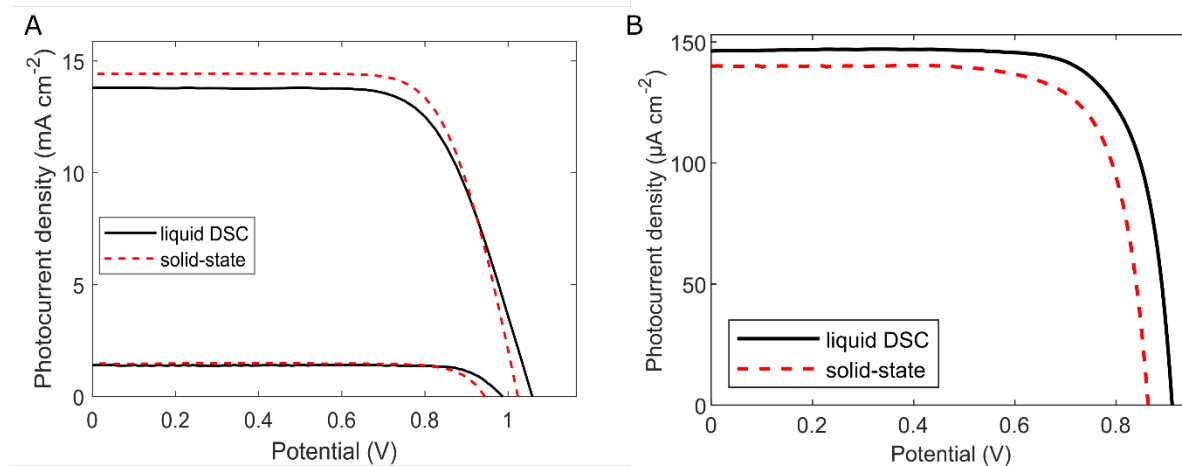 A
Photocurrent density (mA cm⁻²)
15
10
5
0
liquid DSC
solid-state
0
0.2
0.4
0.6
0.8
1
Potential (V)
B
Photocurrent density (µA cm⁻²)
150
100
50
0
liquid DSC
solid-state
0
0.2
0.4
0.6
0.8
Potential (V)